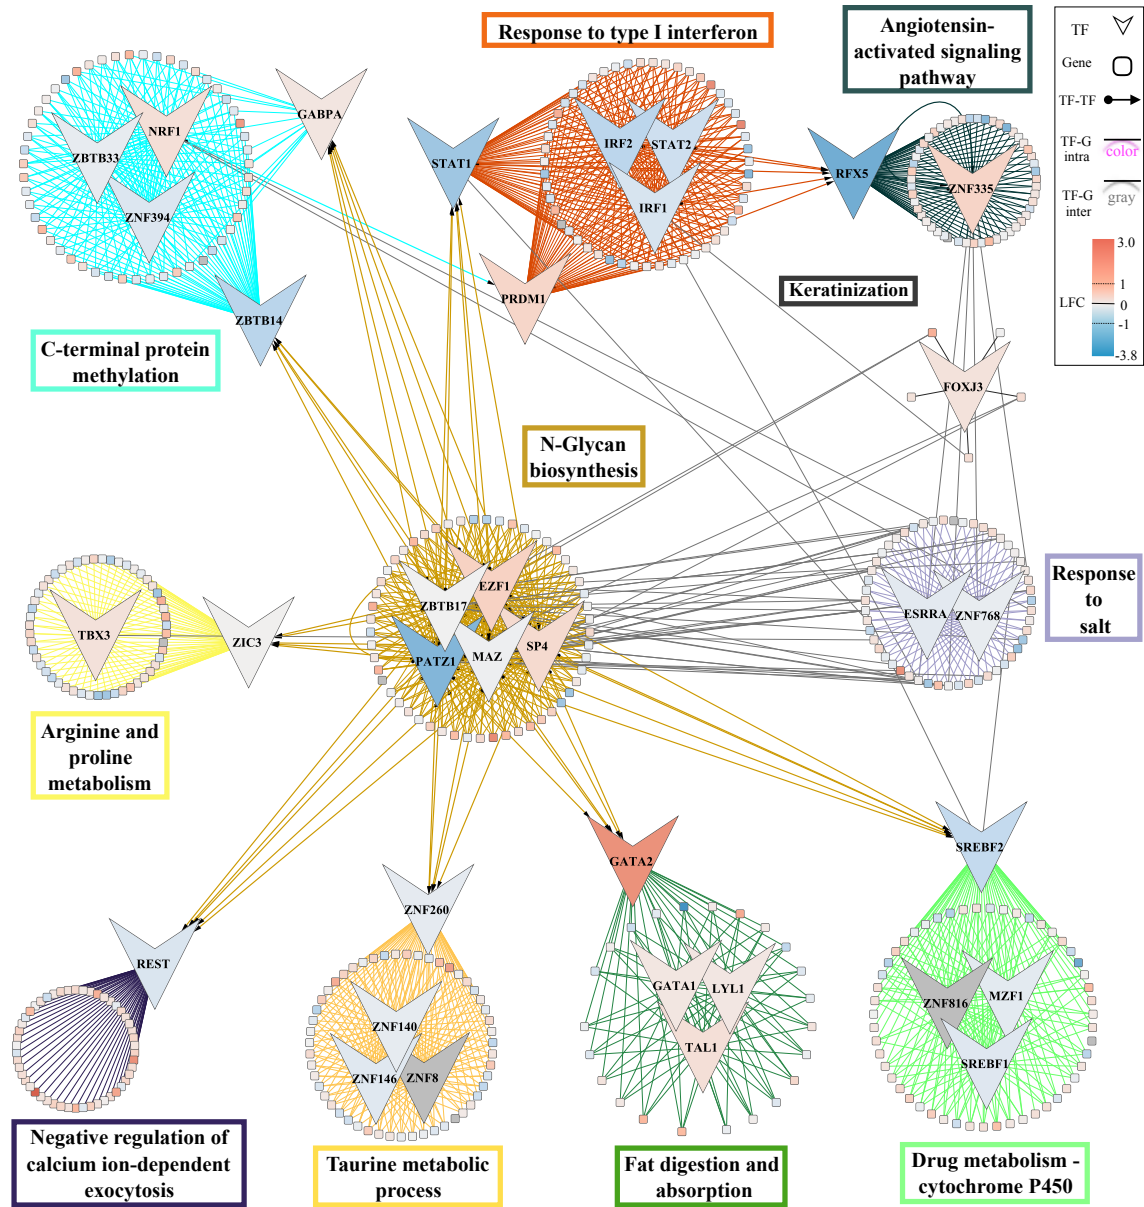 Response to type I interferon
Angiotensin-
activated signaling
pathway
TF
Gene
TF-TF
TF-G
intra
color
TF-G
inter
gray
3.0
1
LFC
0
-1
-3.8
GABPA
NRF1
ZBTB33
ZNF394
ZBTB14
C-terminal protein
methylation
STAT1
IRF2
STAT2
IRF1
PRDM1
RFX5
ZNF335
Keratinization
FOXJ3
N-Glycan
biosynthesis
EZF1
ZBTB17
MAZ
SP4
PATZ1
ESRRA
ZNF768
Response
to
salt
TBX3
ZIC3
Arginine and
proline
metabolism
GATA2
SREBF2
ZNF260
REST
GATA1
LYL1
TAL1
ZNF816
MZF1
SREBF1
ZNF140
ZNF146
ZNF8
Negative regulation of
calcium ion-dependent
exocytosis
Taurine metabolic
process
Fat digestion and
absorption
Drug metabolism -
cytochrome P450